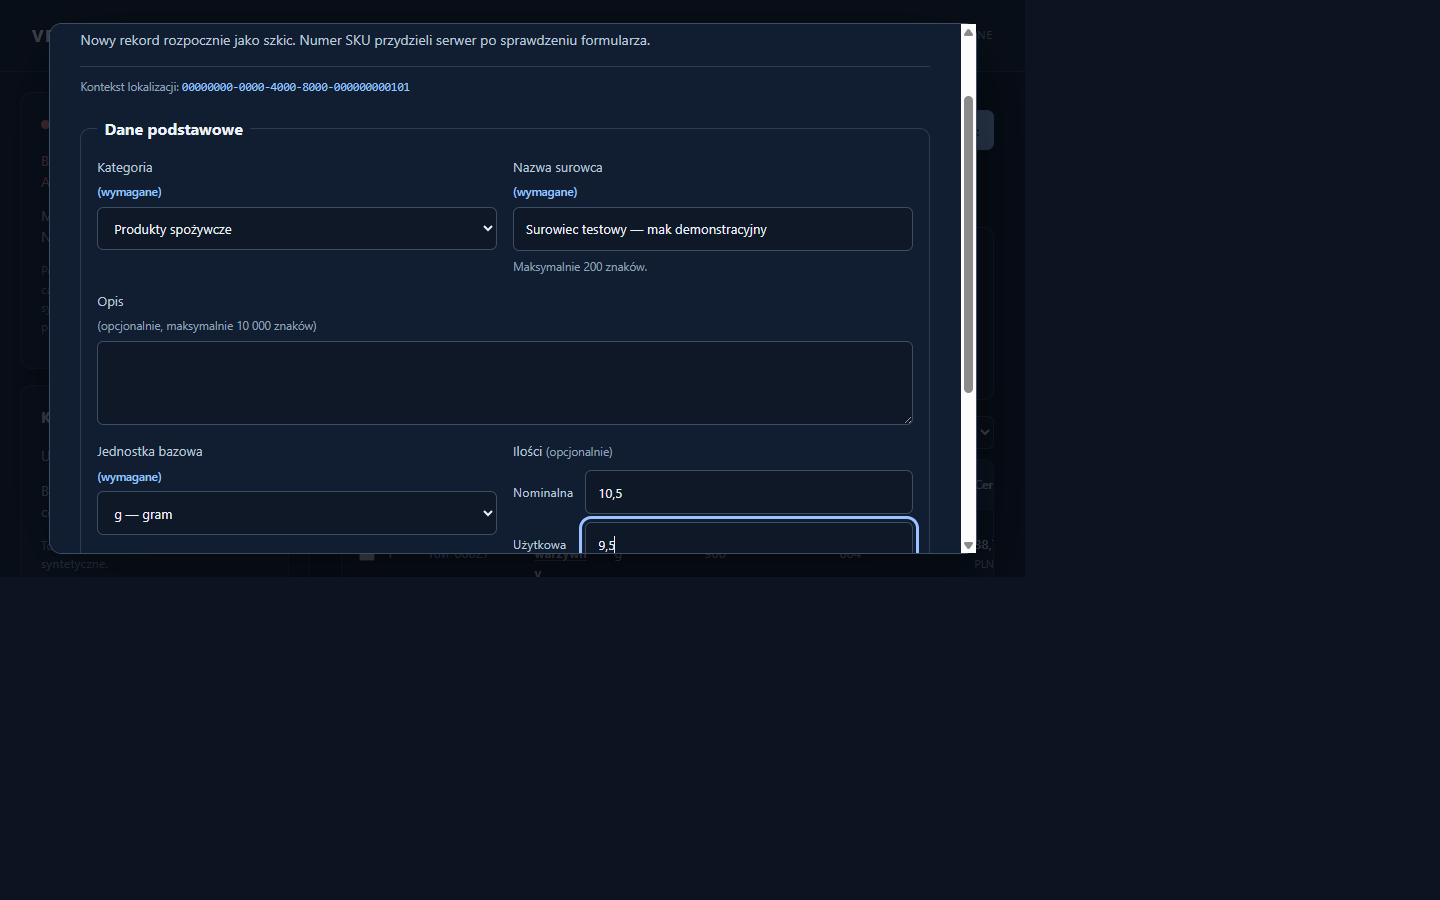 Nowy rekord rozpocznie jako szkic. Numer SKU przydzieli serwer po sprawdzeniu formularza.
Kontekst lokalizacji: 00000000-0000-4000-8000-000000000101
Dane podstawowe
Kategoria
(wymagane)
Produkty spożywcze
Nazwa surowca
(wymagane)
Surowiec testowy — mak demonstracyjny
Maksymalnie 200 znaków.
Opis
(opcjonalnie, maksymalnie 10 000 znaków)
Jednostka bazowa
(wymagane)
g — gram
Ilości (opcjonalnie)
Nominalna
10,5
Użytkowa
9,5
syntetyczne.
PLN